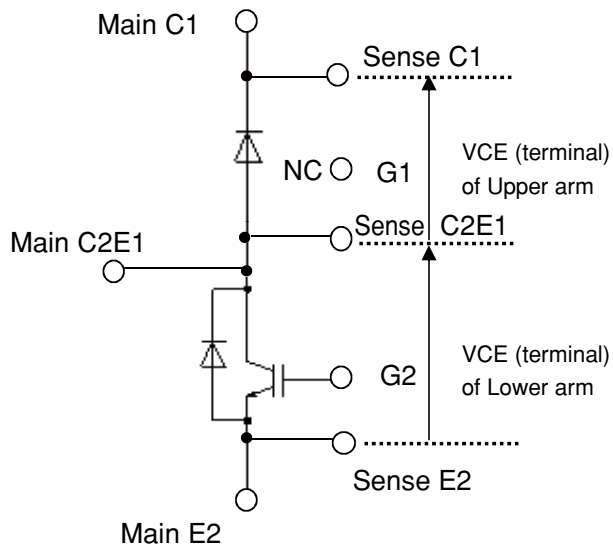 Main C1
Sense C1
VCE (terminal)
of Upper arm
NC
G1
Sense C2E1
Main C2E1
VCE (terminal)
of Lower arm
G2
Sense E2
Main E2